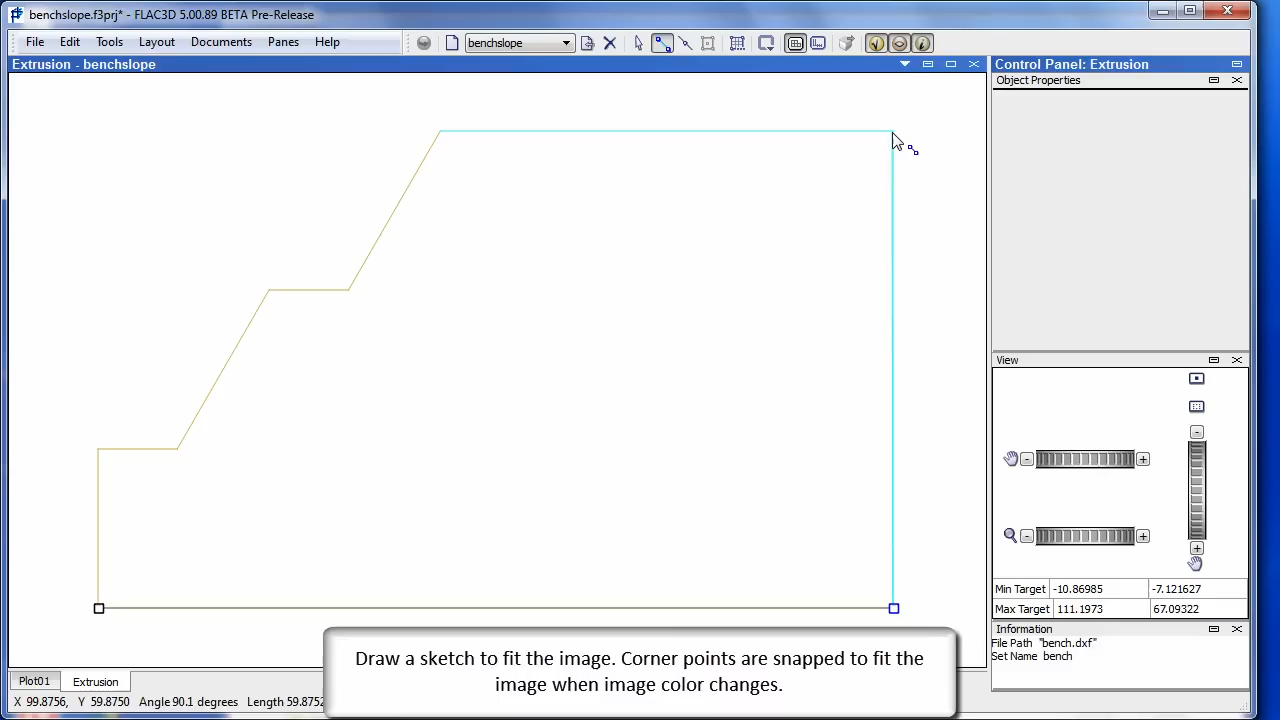 benchslope.f3prj* - FLAC3D 5.00.89 BETA Pre-Release
File Edit Tools Layout Documents Panes Help benchslope
Extrusion - benchslope
Control Panel: Extrusion
Object Properties
View
- +
-
+
- +
Min Target -10.86985 -7.121627
Max Target 111.1973 67.09322
Information
File Path "bench.dxf"
Set Name bench
Draw a sketch to fit the image. Corner points are snapped to fit the
image when image color changes.
Plot01 Extrusion
X 99.8756, Y 59.8750 Angle 90.1 degrees Length 59.8752